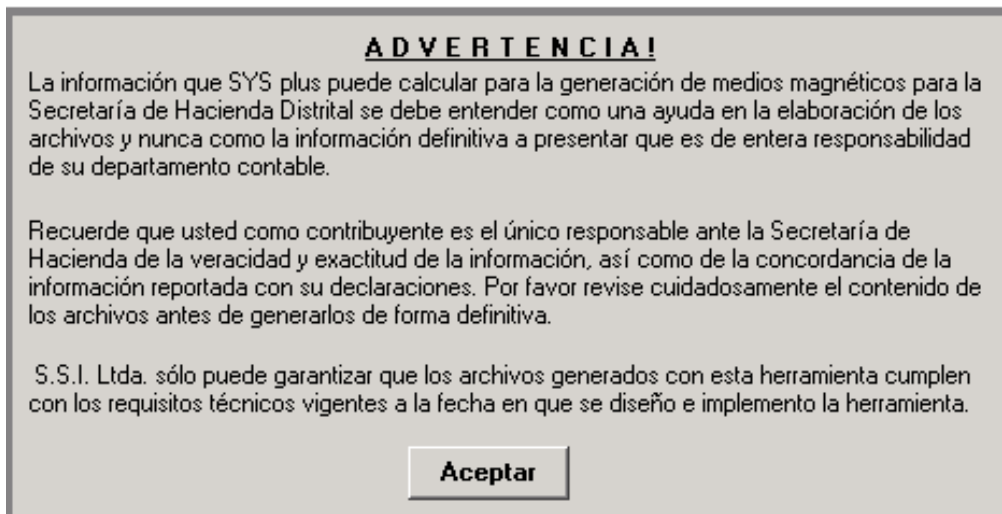 ADVERTENCIA!
La información que SYS plus puede calcular para la generación de medios magnéticos para la
Secretaría de Hacienda Distrital se debe entender como una ayuda en la elaboración de los
archivos y nunca como la información definitiva a presentar que es de entera responsabilidad
de su departamento contable.
Recuerde que usted como contribuyente es el único responsable ante la Secretaría de
Hacienda de la veracidad y exactitud de la información, así como de la concordancia de la
información reportada con su declaraciones. Por favor revise cuidadosamente el contenido de
los archivos antes de generarlos de forma definitiva.
S.S.I. Ltda. sólo puede garantizar que los archivos generados con esta herramienta cumplen
con los requisitos técnicos vigentes a la fecha en que se diseño e implemento la herramienta.
Aceptar